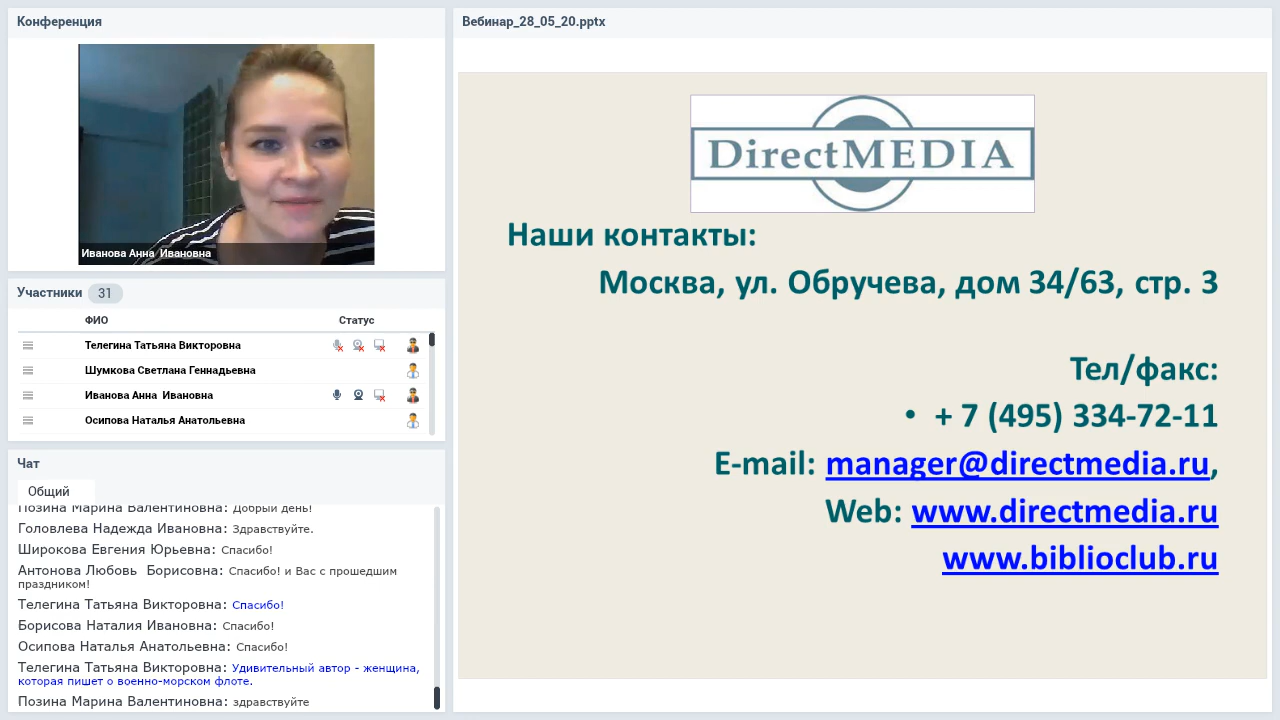 Конференция
Иванова Анна  Ивановна
Участники 31
ФИО Статус
Телегина Татьяна Викторовна
Шумкова Светлана Геннадьевна
Иванова Анна  Ивановна
Осипова Наталья Анатольевна
Чат
Общий
Позина Марина Валентиновна: Добрый день!
Головлева Надежда Ивановна: Здравствуйте.
Широкова Евгения Юрьевна: Спасибо!
Антонова Любовь  Борисовна: Спасибо! и Вас с прошедшим
праздником!
Телегина Татьяна Викторовна: Спасибо!
Борисова Наталия Ивановна: Спасибо!
Осипова Наталья Анатольевна: Спасибо!
Телегина Татьяна Викторовна: Удивительный автор - женщина,
которая пишет о военно-морском флоте.
Позина Марина Валентиновна: здравствуйте
Вебинар_28_05_20.pptx
DirectMEDIA
Наши контакты:
Москва, ул. Обручева, дом 34/63, стр. 3
Тел/факс:
• + 7 (495) 334-72-11
E-mail: manager@directmedia.ru,
Web: www.directmedia.ru
www.biblioclub.ru